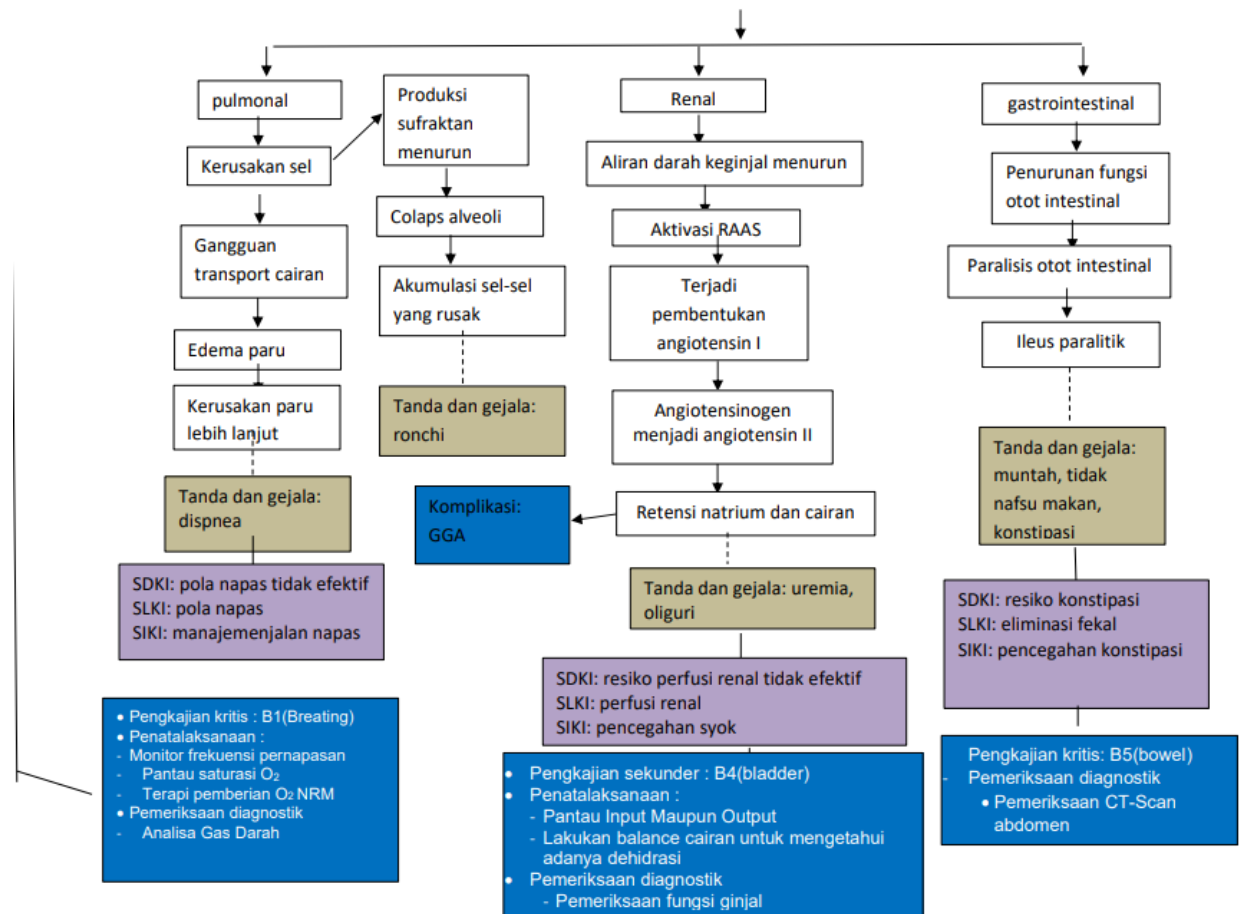 pulmonal
Kerusakan sel
Gangguan
transport cairan
Edema paru
Kerusakan paru
lebih lanjut
Tanda dan gejala:
dispnea
SDKI: pola napas tidak efektif
SLKI: pola napas
SIKI: manajemenjalan napas
• Pengkajian kritis : B1(Breating)
• Penatalaksanaan :
- Monitor frekuensi pernapasan
- Pantau saturasi O2
- Terapi pemberian O2 NRM
• Pemeriksaan diagnostik
- Analisa Gas Darah
Produksi
sufraktan
menurun
Colaps alveoli
Akumulasi sel-sel
yang rusak
Tanda dan gejala:
ronchi
Renal
Aliran darah keginjal menurun
Aktivasi RAAS
Terjadi
pembentukan
angiotensin I
Angiotensinogen
menjadi angiotensin II
Retensi natrium dan cairan
Komplikasi:
GGA
Tanda dan gejala: uremia,
oliguri
SDKI: resiko perfusi renal tidak efektif
SLKI: perfusi renal
SIKI: pencegahan syok
• Pengkajian sekunder : B4(bladder)
• Penatalaksanaan :
- Pantau Input Maupun Output
- Lakukan balance cairan untuk mengetahui
adanya dehidrasi
• Pemeriksaan diagnostik
- Pemeriksaan fungsi ginjal
gastrointestinal
Penurunan fungsi
otot intestinal
Paralisis otot intestinal
Ileus paralitik
Tanda dan gejala:
muntah, tidak
nafsu makan,
konstipasi
SDKI: resiko konstipasi
SLKI: eliminasi fekal
SIKI: pencegahan konstipasi
Pengkajian kritis: B5(bowel)
- Pemeriksaan diagnostik
• Pemeriksaan CT-Scan
abdomen